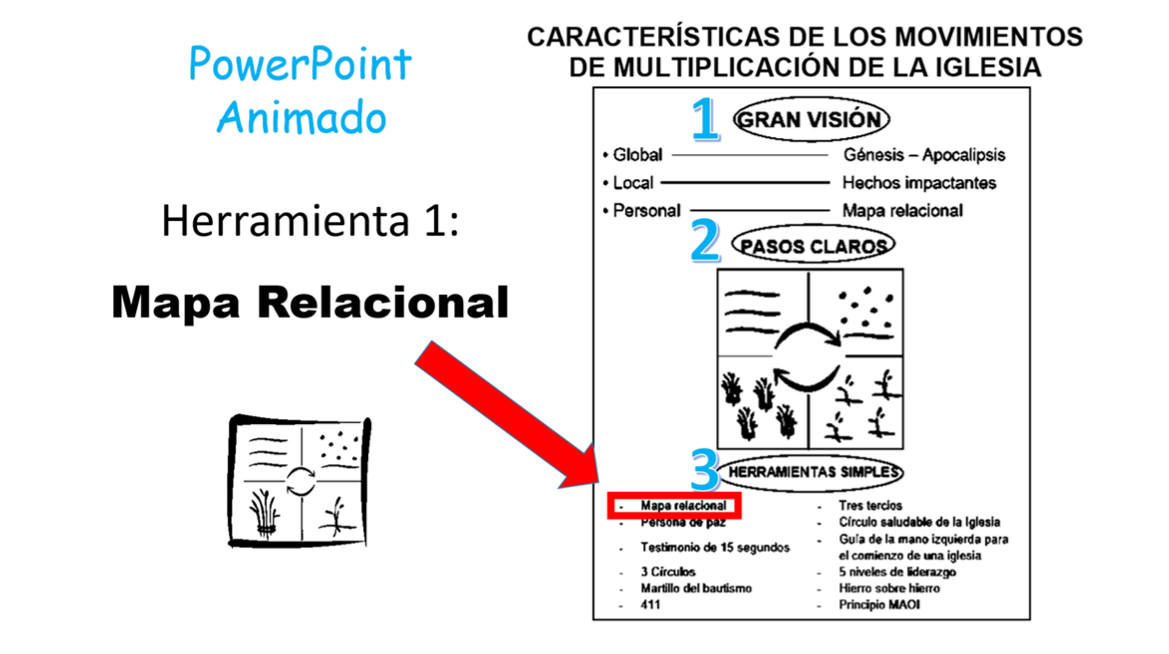 PowerPoint
Animado
Herramienta 1:
Mapa Relacional
CARACTERÍSTICAS DE LOS MOVIMIENTOS
DE MULTIPLICACIÓN DE LA IGLESIA
1 GRAN VISIÓN
• Global Génesis – Apocalipsis
• Local Hechos impactantes
• Personal Mapa relacional
2 PASOS CLAROS
3 HERRAMIENTAS SIMPLES
- Mapa relacional
- Persona de paz
- Testimonio de 15 segundos
- 3 Círculos
- Martillo del bautismo
- 411
- Tres tercios
- Círculo saludable de la Iglesia
- Guía de la mano izquierda para
el comienzo de una iglesia
- 5 niveles de liderazgo
- Hierro sobre hierro
- Principio MAOI